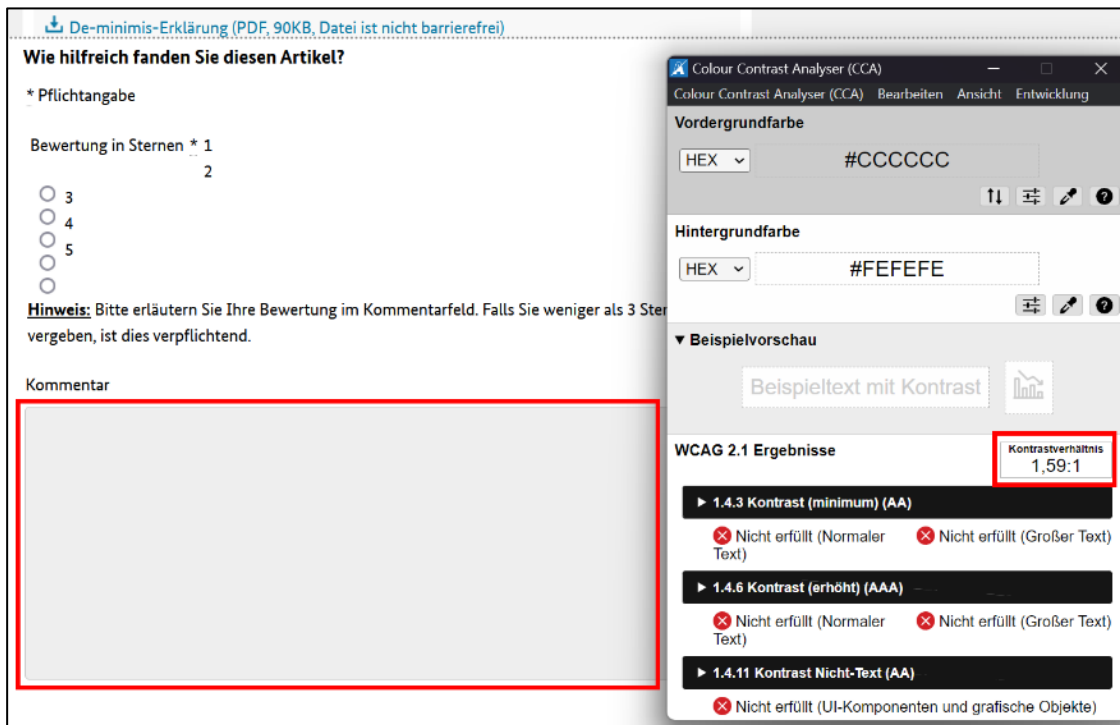 De-minimis-Erklärung (PDF, 90KB, Datei ist nicht barrierefrei)
Wie hilfreich fanden Sie diesen Artikel?
* Pflichtangabe
Bewertung in Sternen * 1
2
3
4
5
Hinweis: Bitte erläutern Sie Ihre Bewertung im Kommentarfeld. Falls Sie weniger als 3 Ster
vergeben, ist dies verpflichtend.
Kommentar
Colour Contrast Analyser (CCA)
Colour Contrast Analyser (CCA) Bearbeiten Ansicht Entwicklung
Vordergrundfarbe
HEX #CCCCCC
Hintergrundfarbe
HEX #FEFEFE
▼ Beispielvorschau
Beispieltext mit Kontrast
WCAG 2.1 Ergebnisse
Kontrastverhältnis
1,59:1
▶ 1.4.3 Kontrast (minimum) (AA)
Nicht erfüllt (Normaler Text) Nicht erfüllt (Großer Text)
▶ 1.4.6 Kontrast (erhöht) (AAA)
Nicht erfüllt (Normaler Text) Nicht erfüllt (Großer Text)
▶ 1.4.11 Kontrast Nicht-Text (AA)
Nicht erfüllt (UI-Komponenten und grafische Objekte)